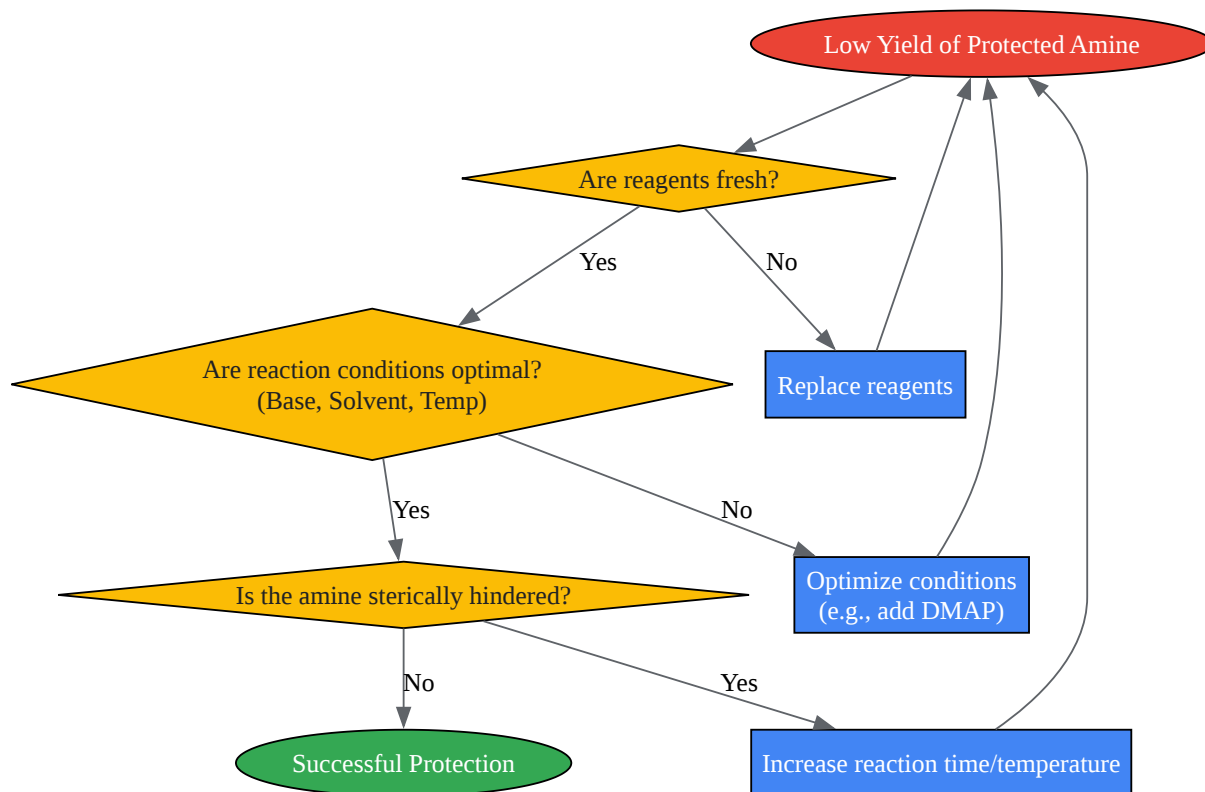 Low Yield of Protected Amine
Are reagents fresh?
Yes
No
Are reaction conditions optimal?
(Base, Solvent, Temp)
Replace reagents
Yes
No
Is the amine sterically hindered?
Optimize conditions
(e.g., add DMAP)
No
Yes
Successful Protection
Increase reaction time/temperature